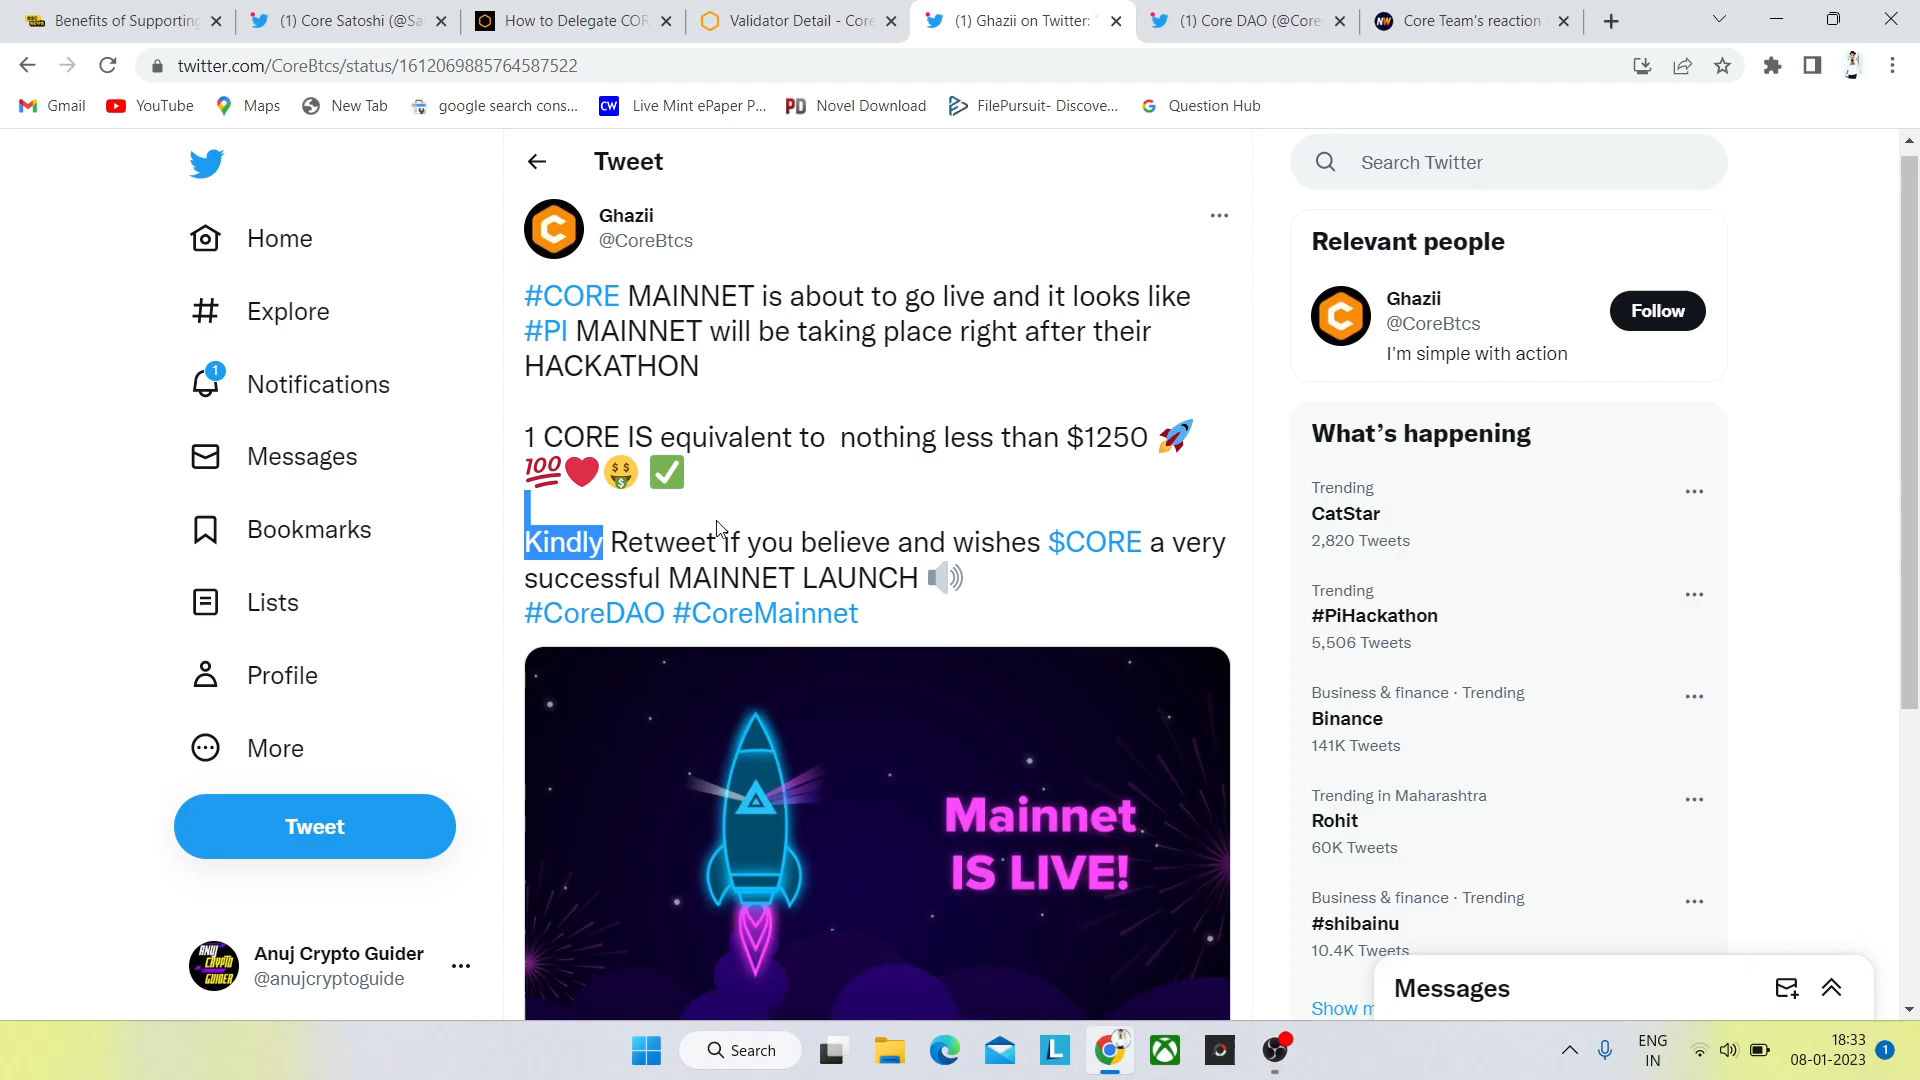 Benefits of Supporting
(1) Core Satoshi (@Sa
How to Delegate COR
Validator Detail - Core
(1) Ghazii on Twitter: "
(1) Core DAO (@Core
Core Team's reaction
twitter.com/CoreBtcs/status/1612069885764587522
Gmail
YouTube
Maps
New Tab
google search cons...
CW
Live Mint ePaper P...
PD
Novel Download
FilePursuit- Discove...
Question Hub
Home
Explore
1
Notifications
Messages
Bookmarks
Lists
Profile
More
Tweet
Anuj Crypto Guider
@anujcryptoguide
ANUJ
CRYPTO
GUIDER
Tweet
Ghazii
@CoreBtcs
#CORE MAINNET is about to go live and it looks like
#PI MAINNET will be taking place right after their
HACKATHON
1 CORE IS equivalent to nothing less than $1250 🚀
💯❤️🤑 ✅
Kindly Retweet if you believe and wishes $CORE a very
successful MAINNET LAUNCH 🔊
#CoreDAO #CoreMainnet
Mainnet
IS LIVE!
Search Twitter
Relevant people
Ghazii
@CoreBtcs
Follow
I'm simple with action
What's happening
Trending
CatStar
2,820 Tweets
Trending
#PiHackathon
5,506 Tweets
Business & finance · Trending
Binance
141K Tweets
Trending in Maharashtra
Rohit
60K Tweets
Business & finance · Trending
#shibainu
10.4K Tweets
Show m
Messages
Search
L
ENG
IN
18:33
08-01-2023
1